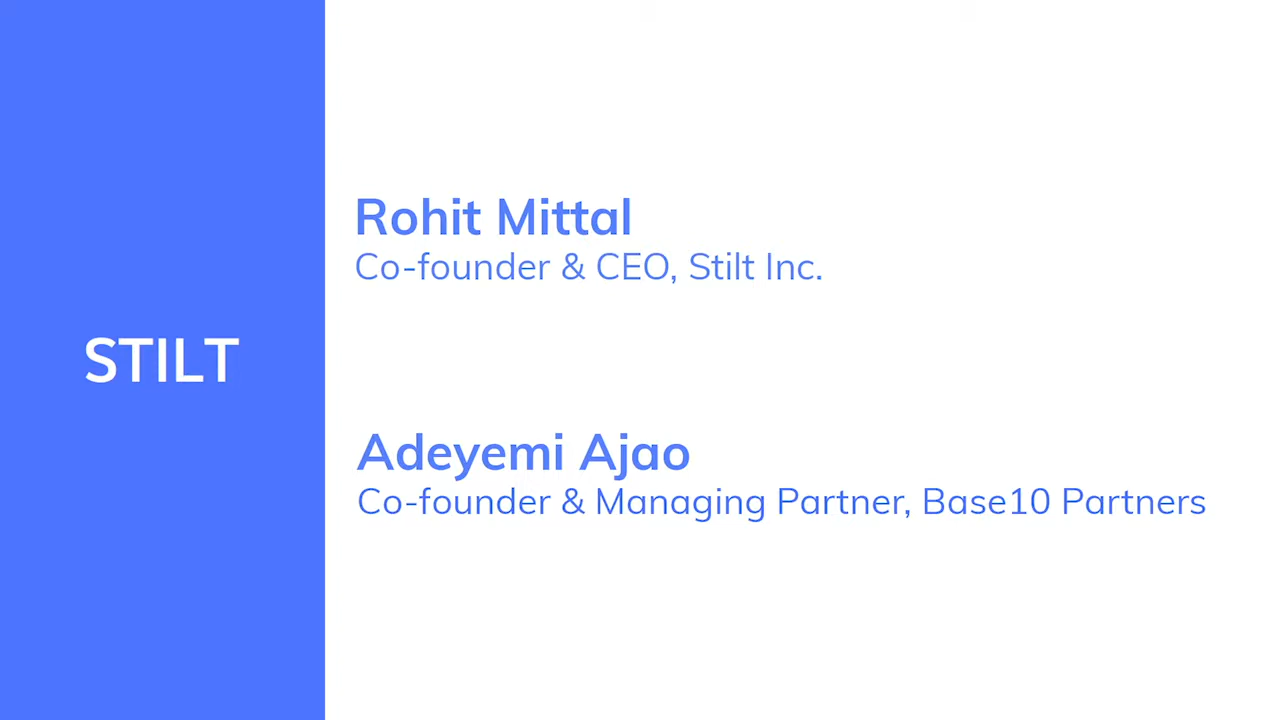 STILT
Rohit Mittal
Co-founder & CEO, Stilt Inc.
Adeyemi Ajao
Co-founder & Managing Partner, Base10 Partners